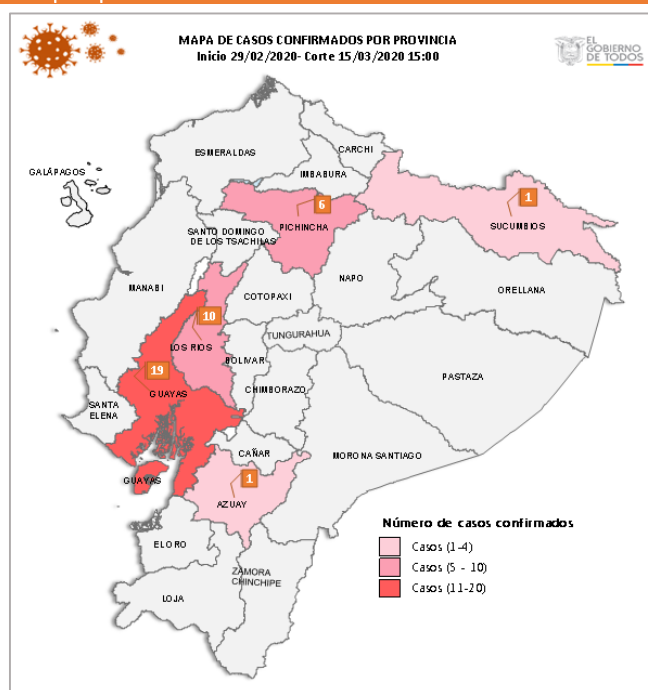 MAPA DE CASOS CONFIRMADOS POR PROVINCIA
Inicio 29/02/2020- Corte 15/03/2020 15:00
EL
GOBIERNO
DE TODOS
CARCHI
ESMERALDAS
IMBABURA
GALÁPAGOS
6
1
PICHINCHA
SUCUMBIOS
SANTO DOMINGO
DE LOS TSACHILAS
NAPO
MANABI
COTOPAXI
ORELLANA
10
TUNGURAHUA
LOS RIOS
BOLIVAR
19
PASTAZA
GUAYAS
CHIMBORAZO
SANTA
ELENA
CAÑAR
MORONA SANTIAGO
GUAYAS
1
AZUAY
Número de casos confirmados
Casos (1-4)
Casos (5 - 10)
Casos (11-20)
EL ORO
ZAMORA
CHINCHIPE
LOJA